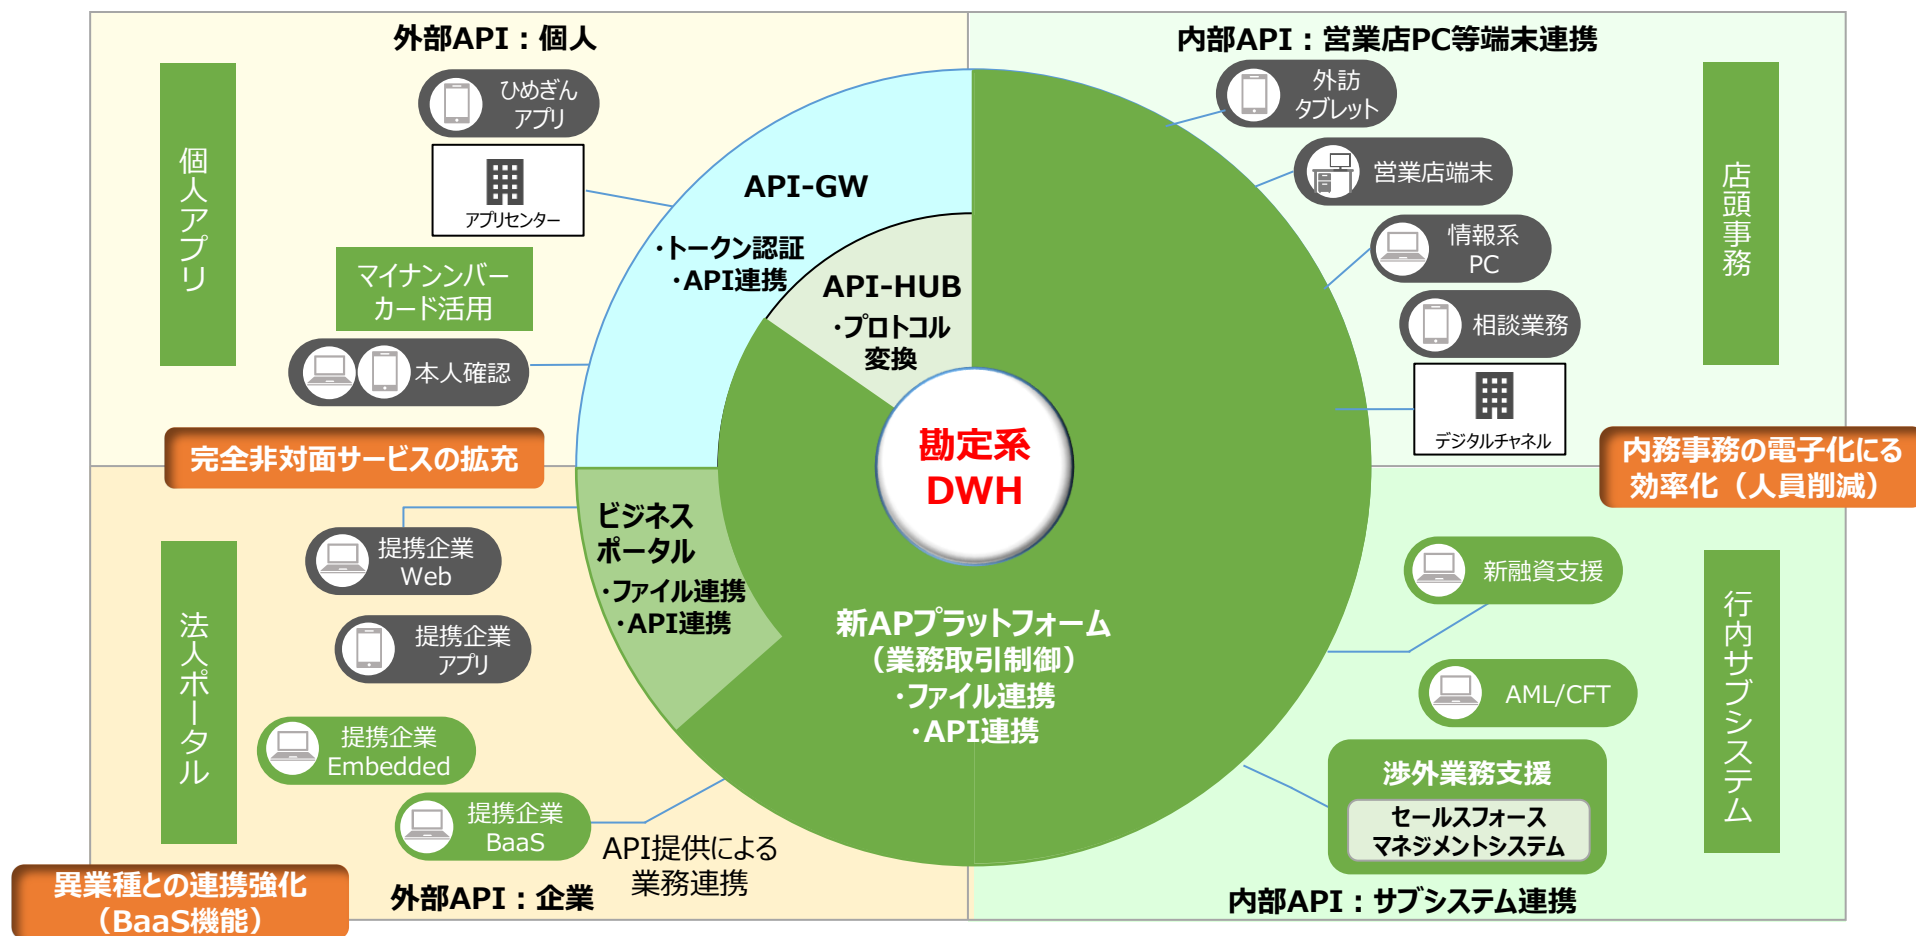 外部API：個人
個人アプリ
ひめぎん
アプリ
アプリセンター
マイナンンバー
カード活用
本人確認
完全非対面サービスの拡充
API-GW
・トークン認証
・API連携
API-HUB
・プロトコル
変換
勘定系
DWH
内部API：営業店PC等端末連携
外訪
タブレット
営業店端末
情報系
PC
相談業務
デジタルチャネル
店頭事務
内務事務の電子化にる
効率化（人員削減）
法人ポータル
提携企業
Web
提携企業
アプリ
提携企業
Embedded
提携企業
BaaS
API提供による
業務連携
異業種との連携強化
（BaaS機能）
外部API：企業
ビジネス
ポータル
・ファイル連携
・API連携
新APプラットフォーム
（業務取引制御）
・ファイル連携
・API連携
新融資支援
AML/CFT
渉外業務支援
セールスフォース
マネジメントシステム
行内サブシステム
内部API：サブシステム連携